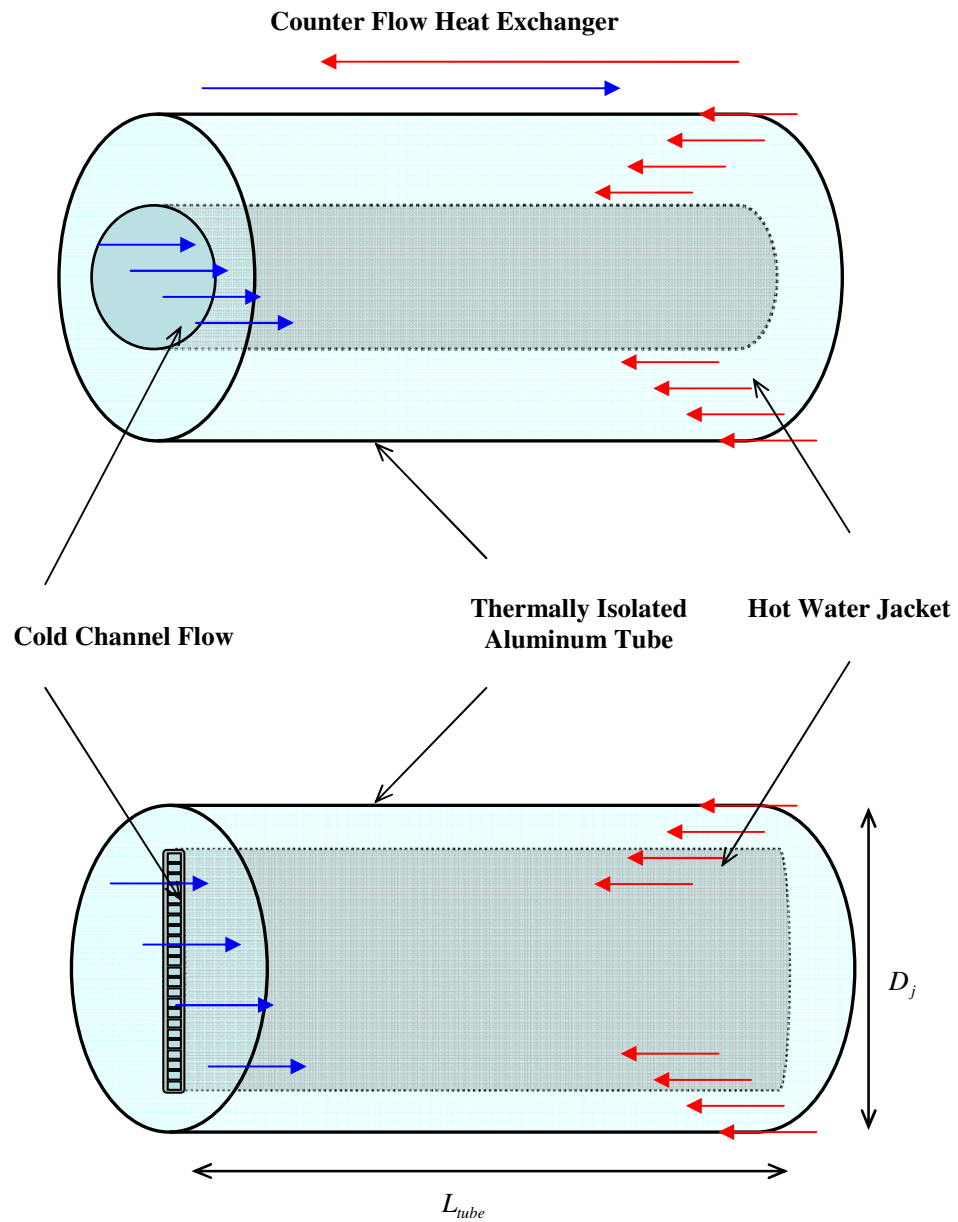 Counter Flow Heat Exchanger
Cold Channel Flow
Thermally Isolated
Aluminum Tube
Hot Water Jacket
D_j
L_tube